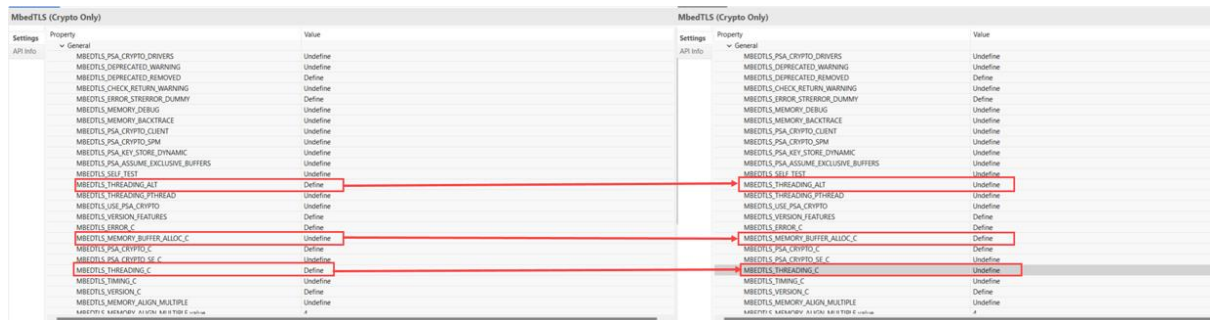 MbedTLS (Crypto Only)
Settings
API Info
Property Value
General
MBEDTLS_PSA_CRYPTO_DRIVERS Undefine
MBEDTLS_DEPRECATED_WARNING Undefine
MBEDTLS_DEPRECATED_REMOVED Define
MBEDTLS_CHECK_RETURN_WARNING Undefine
MBEDTLS_ERROR_STRERROR_DUMMY Define
MBEDTLS_MEMORY_DEBUG Undefine
MBEDTLS_MEMORY_BACKTRACE Undefine
MBEDTLS_PSA_CRYPTO_CLIENT Undefine
MBEDTLS_PSA_CRYPTO_SPM Undefine
MBEDTLS_PSA_KEY_STORE_DYNAMIC Undefine
MBEDTLS_PSA_ASSUME_EXCLUSIVE_BUFFERS Undefine
MBEDTLS_SELF_TEST Undefine
MBEDTLS_THREADING_ALT Define
MBEDTLS_THREADING_PTHREAD Undefine
MBEDTLS_USE_PSA_CRYPTO Undefine
MBEDTLS_VERSION_FEATURES Define
MBEDTLS_ERROR_C Define
MBEDTLS_MEMORY_BUFFER_ALLOC_C Undefine
MBEDTLS_PSA_CRYPTO_C Define
MBEDTLS_PSA_CRYPTO_SE_C Undefine
MBEDTLS_THREADING_C Define
MBEDTLS_TIMING_C Undefine
MBEDTLS_VERSION_C Define
MBEDTLS_MEMORY_ALIGN_MULTIPLE Undefine
MBEDTLS_MEMORY_ALIGN_MULTIPLE value 4
MbedTLS (Crypto Only)
Settings
API Info
Property Value
General
MBEDTLS_PSA_CRYPTO_DRIVERS Undefine
MBEDTLS_DEPRECATED_WARNING Undefine
MBEDTLS_DEPRECATED_REMOVED Define
MBEDTLS_CHECK_RETURN_WARNING Undefine
MBEDTLS_ERROR_STRERROR_DUMMY Define
MBEDTLS_MEMORY_DEBUG Undefine
MBEDTLS_MEMORY_BACKTRACE Undefine
MBEDTLS_PSA_CRYPTO_CLIENT Undefine
MBEDTLS_PSA_CRYPTO_SPM Undefine
MBEDTLS_PSA_KEY_STORE_DYNAMIC Undefine
MBEDTLS_PSA_ASSUME_EXCLUSIVE_BUFFERS Undefine
MBEDTLS_SELF_TEST Undefine
MBEDTLS_THREADING_ALT Undefine
MBEDTLS_THREADING_PTHREAD Undefine
MBEDTLS_USE_PSA_CRYPTO Undefine
MBEDTLS_VERSION_FEATURES Define
MBEDTLS_ERROR_C Define
MBEDTLS_MEMORY_BUFFER_ALLOC_C Define
MBEDTLS_PSA_CRYPTO_C Define
MBEDTLS_PSA_CRYPTO_SE_C Undefine
MBEDTLS_THREADING_C Undefine
MBEDTLS_TIMING_C Undefine
MBEDTLS_VERSION_C Define
MBEDTLS_MEMORY_ALIGN_MULTIPLE Undefine
MBEDTLS_MEMORY_ALIGN_MULTIPLE value 4